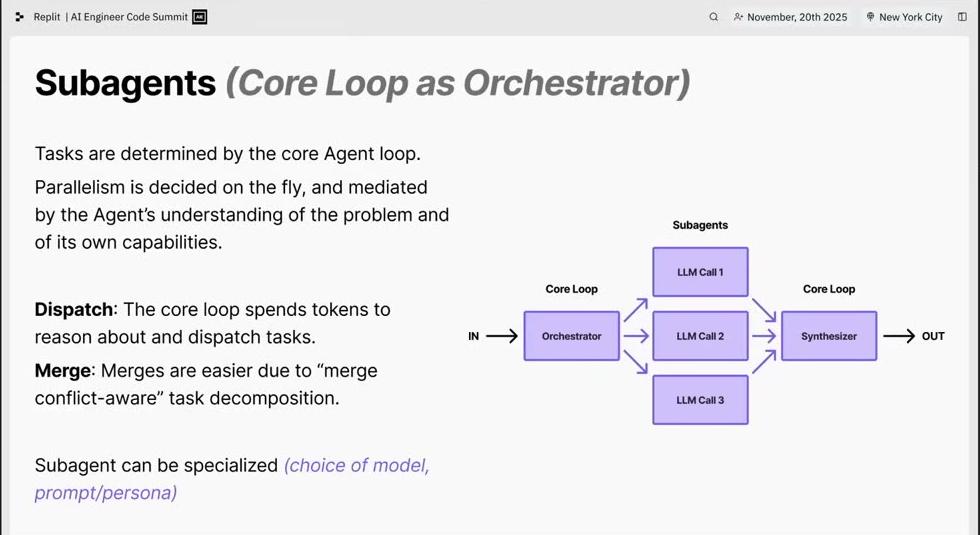 Replit | AI Engineer Code Summit AIE
November, 20th 2025
New York City
Subagents (Core Loop as Orchestrator)
Tasks are determined by the core Agent loop.
Parallelism is decided on the fly, and mediated
by the Agent’s understanding of the problem and
of its own capabilities.
Dispatch: The core loop spends tokens to
reason about and dispatch tasks.
Merge: Merges are easier due to “merge
conflict-aware” task decomposition.
Subagent can be specialized (choice of model,
prompt/persona)
Subagents
LLM Call 1
Core Loop
Core Loop
IN
Orchestrator
LLM Call 2
Synthesizer
OUT
LLM Call 3